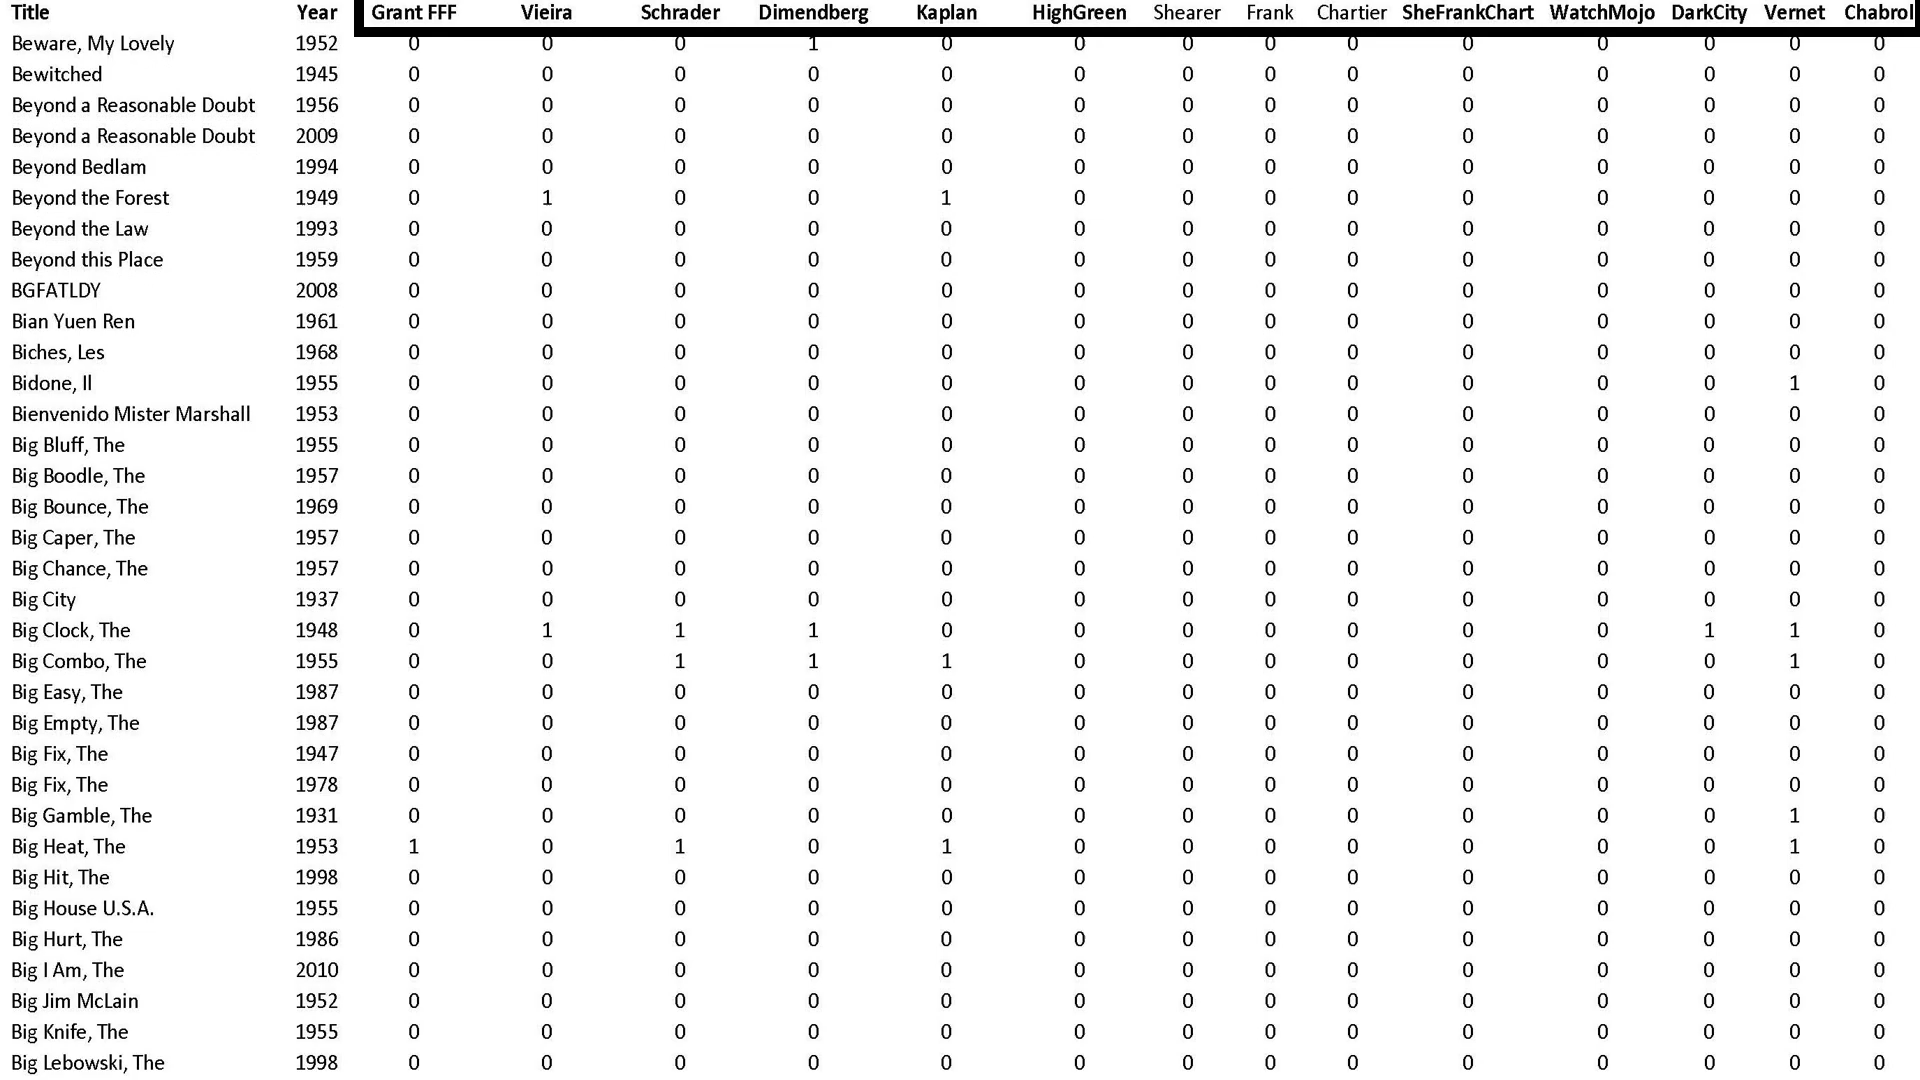 Title Year Grant FFF Vieira Schrader Dimendberg Kaplan HighGreen Shearer Frank Chartier SheFrankChart WatchMojo DarkCity Vernet Chabrol
Beware, My Lovely 1952 0 0 0 1 0 0 0 0 0 0 0 0 0 0
Bewitched 1945 0 0 0 0 0 0 0 0 0 0 0 0 0 0
Beyond a Reasonable Doubt 1956 0 0 0 0 0 0 0 0 0 0 0 0 0 0
Beyond a Reasonable Doubt 2009 0 0 0 0 0 0 0 0 0 0 0 0 0 0
Beyond Bedlam 1994 0 0 0 0 0 0 0 0 0 0 0 0 0 0
Beyond the Forest 1949 0 1 0 0 1 0 0 0 0 0 0 0 0 0
Beyond the Law 1993 0 0 0 0 0 0 0 0 0 0 0 0 0 0
Beyond this Place 1959 0 0 0 0 0 0 0 0 0 0 0 0 0 0
BGFATLDY 2008 0 0 0 0 0 0 0 0 0 0 0 0 0 0
Bian Yuen Ren 1961 0 0 0 0 0 0 0 0 0 0 0 0 0 0
Biches, Les 1968 0 0 0 0 0 0 0 0 0 0 0 0 0 0
Bidone, Il 1955 0 0 0 0 0 0 0 0 0 0 0 0 1 0
Bienvenido Mister Marshall 1953 0 0 0 0 0 0 0 0 0 0 0 0 0 0
Big Bluff, The 1955 0 0 0 0 0 0 0 0 0 0 0 0 0 0
Big Boodle, The 1957 0 0 0 0 0 0 0 0 0 0 0 0 0 0
Big Bounce, The 1969 0 0 0 0 0 0 0 0 0 0 0 0 0 0
Big Caper, The 1957 0 0 0 0 0 0 0 0 0 0 0 0 0 0
Big Chance, The 1957 0 0 0 0 0 0 0 0 0 0 0 0 0 0
Big City 1937 0 0 0 0 0 0 0 0 0 0 0 0 0 0
Big Clock, The 1948 0 1 1 1 0 0 0 0 0 0 0 1 1 0
Big Combo, The 1955 0 0 1 1 1 0 0 0 0 0 0 0 1 0
Big Easy, The 1987 0 0 0 0 0 0 0 0 0 0 0 0 0 0
Big Empty, The 1987 0 0 0 0 0 0 0 0 0 0 0 0 0 0
Big Fix, The 1947 0 0 0 0 0 0 0 0 0 0 0 0 0 0
Big Fix, The 1978 0 0 0 0 0 0 0 0 0 0 0 0 0 0
Big Gamble, The 1931 0 0 0 0 0 0 0 0 0 0 0 0 1 0
Big Heat, The 1953 1 0 1 0 1 0 0 0 0 0 0 0 1 0
Big Hit, The 1998 0 0 0 0 0 0 0 0 0 0 0 0 0 0
Big House U.S.A. 1955 0 0 0 0 0 0 0 0 0 0 0 0 0 0
Big Hurt, The 1986 0 0 0 0 0 0 0 0 0 0 0 0 0 0
Big I Am, The 2010 0 0 0 0 0 0 0 0 0 0 0 0 0 0
Big Jim McLain 1952 0 0 0 0 0 0 0 0 0 0 0 0 0 0
Big Knife, The 1955 0 0 0 0 0 0 0 0 0 0 0 0 0 0
Big Lebowski, The 1998 0 0 0 0 0 0 0 0 0 0 0 0 0 0